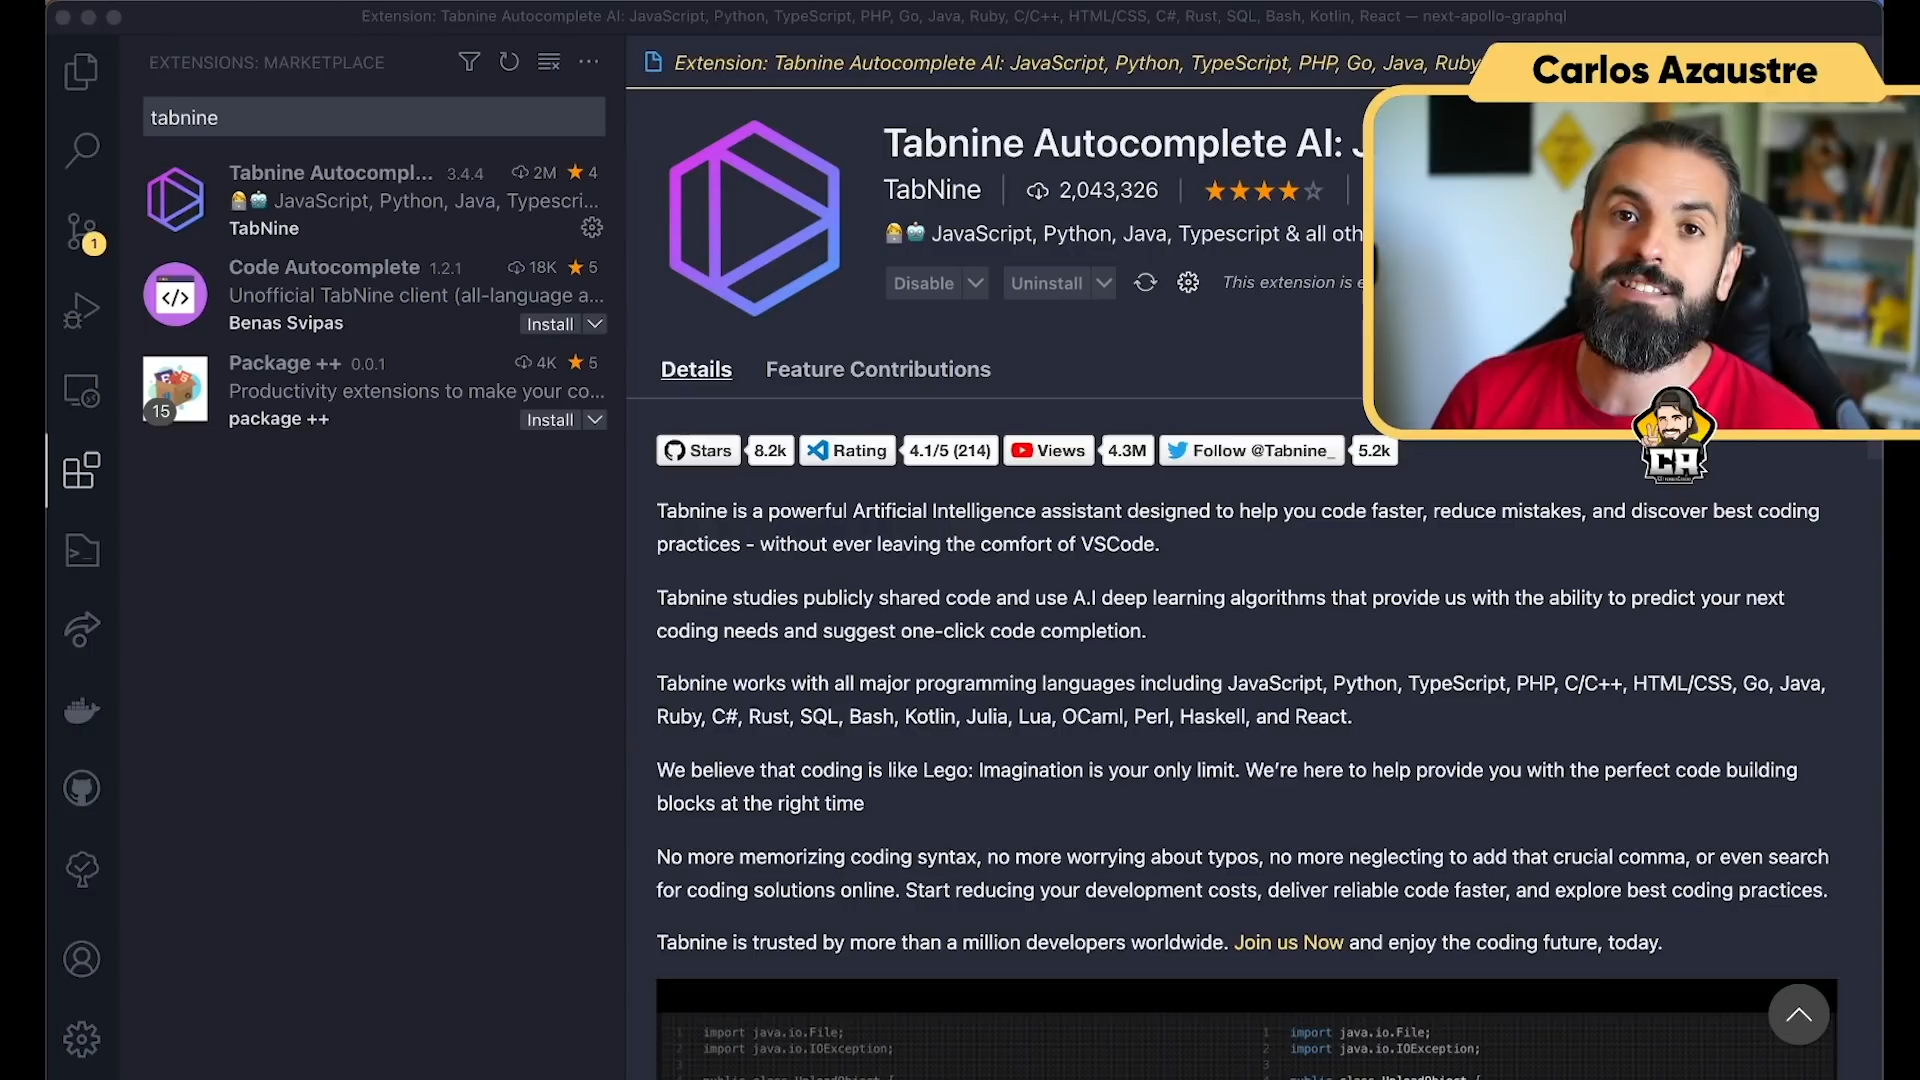 Extension: Tabnine Autocomplete AI: JavaScript, Python, TypeScript, PHP, Go, Java, Ruby, C/C++, HTML/CSS, C#, Rust, SQL, Bash, Kotlin, React — next-apollo-graphql
EXTENSIONS: MARKETPLACE
tabnine
Tabnine Autocompl... 3.4.4 2M 4
JavaScript, Python, Java, Typescri...
TabNine
Code Autocomplete 1.2.1 18K 5
Unofficial TabNine client (all-language a...
Benas Svipas Install
Package ++ 0.0.1 4K 5
Productivity extensions to make your co...
package ++ Install
15
1
Extension: Tabnine Autocomplete AI: JavaScript, Python, TypeScript, PHP, Go, Java, Ruby
Carlos Azaustre
Tabnine Autocomplete AI: J
TabNine 2,043,326
JavaScript, Python, Java, Typescript & all oth
Disable Uninstall This extension is e
Details Feature Contributions
CA
Stars 8.2k Rating 4.1/5 (214) Views 4.3M Follow @Tabnine_ 5.2k
Tabnine is a powerful Artificial Intelligence assistant designed to help you code faster, reduce mistakes, and discover best coding
practices - without ever leaving the comfort of VSCode.
Tabnine studies publicly shared code and use A.I deep learning algorithms that provide us with the ability to predict your next
coding needs and suggest one-click code completion.
Tabnine works with all major programming languages including JavaScript, Python, TypeScript, PHP, C/C++, HTML/CSS, Go, Java,
Ruby, C#, Rust, SQL, Bash, Kotlin, Julia, Lua, OCaml, Perl, Haskell, and React.
We believe that coding is like Lego: Imagination is your only limit. We're here to help provide you with the perfect code building
blocks at the right time
No more memorizing coding syntax, no more worrying about typos, no more neglecting to add that crucial comma, or even search
for coding solutions online. Start reducing your development costs, deliver reliable code faster, and explore best coding practices.
Tabnine is trusted by more than a million developers worldwide. Join us Now and enjoy the coding future, today.
1 import java.io.File;
2 import java.io.IOException;
3
1 import java.io.File;
2 import java.io.IOException;
3